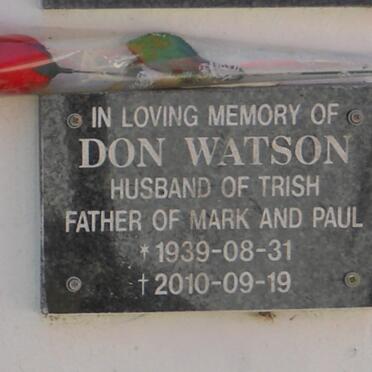 IN LOVING MEMORY OF
DON WATSON
HUSBAND OF TRISH
FATHER OF MARK AND PAUL
* 1939-08-31
† 2010-09-19